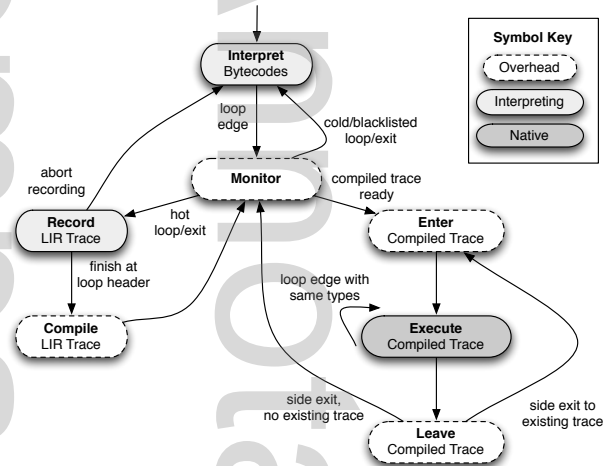 Symbol Key
Overhead
Interpreting
Native
Interpret
Bytecodes
loop
edge
cold/blacklisted
loop/exit
Monitor
abort
recording
hot
loop/exit
compiled trace
ready
Record
LIR Trace
Enter
Compiled Trace
finish at
loop header
loop edge with
same types
Compile
LIR Trace
Execute
Compiled Trace
side exit,
no existing trace
side exit to
existing trace
Leave
Compiled Trace